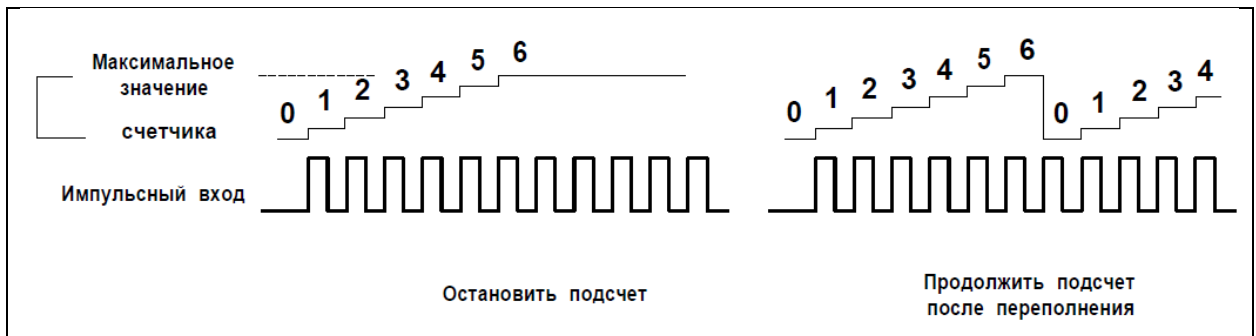 Максимальное
значение
счетчика
0 1 2 3 4 5 6
0 1 2 3 4 5 6 0 1 2 3 4
Импульсный вход
Остановить подсчет
Продолжить подсчет
после переполнения